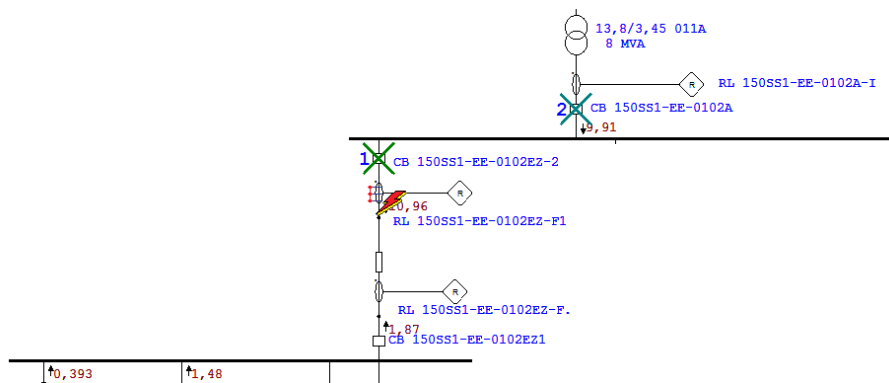 13,8/3,45 011A
8 MVA
R
RL 150SS1-EE-0102A-I
2
CB 150SS1-EE-0102A
9,91
1
CB 150SS1-EE-0102EZ-2
R
10,96
RL 150SS1-EE-0102EZ-F1
R
RL 150SS1-EE-0102EZ-F.
1,87
CB 150SS1-EE-0102EZ1
0,393
1,48